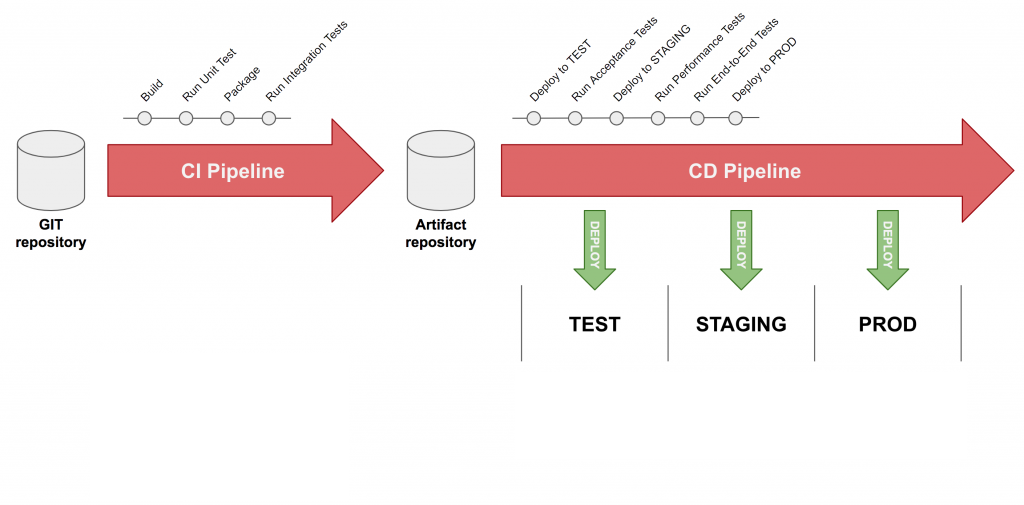 Build
Run Unit Test
Package
Run Integration Tests
Deploy to TEST
Run Acceptance Tests
Deploy to STAGING
Run Performance Tests
Run End-to-End Tests
Deploy to PROD
CI Pipeline
CD Pipeline
GIT
repository
Artifact
repository
DEPLOY
DEPLOY
DEPLOY
TEST
STAGING
PROD